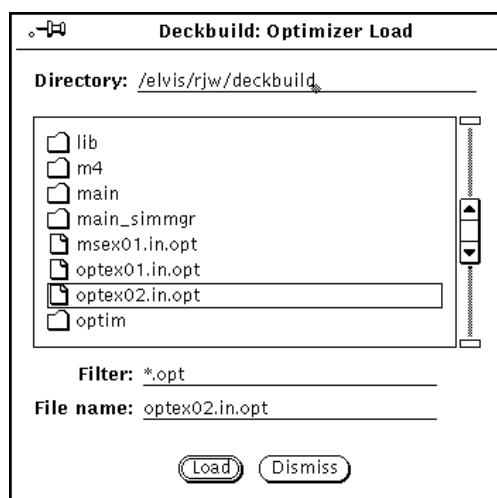 Deckbuild: Optimizer Load
Directory: /elvis/rjw/deckbuild
lib
m4
main
main_simmgr
msex01.in.opt
optex01.in.opt
optex02.in.opt
optim
Filter: *.opt
File name: optex02.in.opt
Load Dismiss